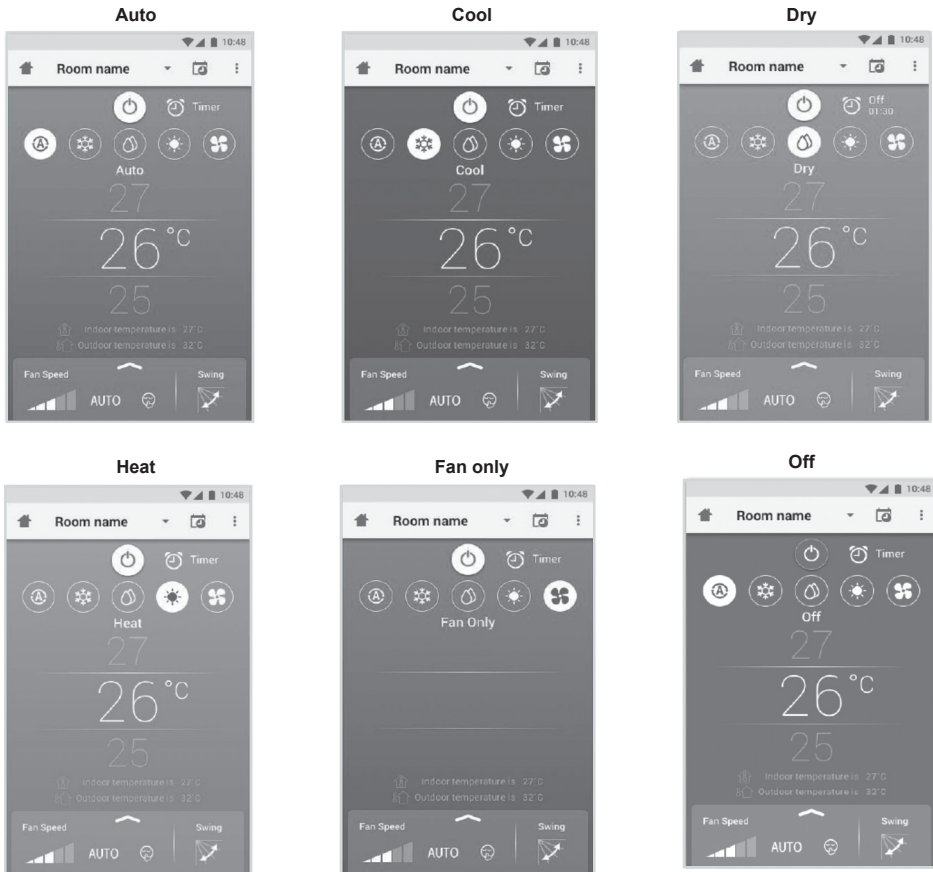 Auto
10:48
Room name
Timer
Auto
27
26°C
25
Indoor temperature is 27°C
Outdoor temperature is 32°C
Fan Speed Swing
AUTO
Cool
10:48
Room name
Timer
Cool
27
26°C
25
Indoor temperature is 27°C
Outdoor temperature is 32°C
Fan Speed Swing
AUTO
Dry
10:48
Room name
Off
01:30
Dry
27
26°C
25
Indoor temperature is 27°C
Outdoor temperature is 32°C
Fan Speed Swing
AUTO
Heat
10:48
Room name
Timer
Heat
27
26°C
25
Indoor temperature is 27°C
Outdoor temperature is 32°C
Fan Speed Swing
AUTO
Fan only
10:48
Room name
Timer
Fan Only
Indoor temperature is 27°C
Outdoor temperature is 32°C
Fan Speed Swing
AUTO
Off
10:48
Room name
Timer
Off
27
26°C
25
Indoor temperature is 27°C
Outdoor temperature is 32°C
Fan Speed Swing
AUTO